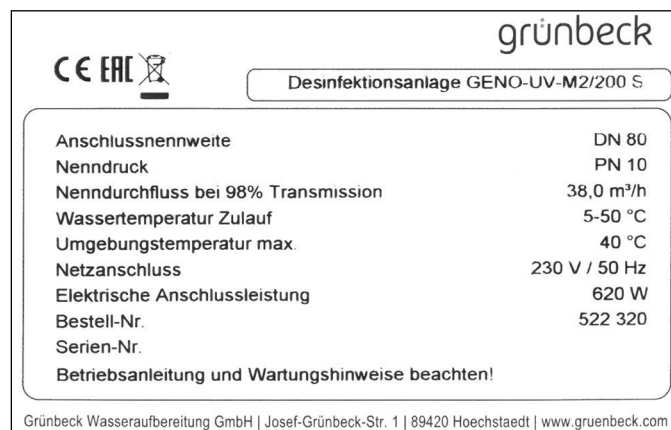 grünbeck
CE EAC
Desinfektionsanlage GENO-UV-M2/200 S
Anschlussnennweite DN 80
Nenndruck PN 10
Nenndurchfluss bei 98% Transmission 38,0 m³/h
Wassertemperatur Zulauf 5-50 °C
Umgebungstemperatur max. 40 °C
Netzanschluss 230 V / 50 Hz
Elektrische Anschlussleistung 620 W
Bestell-Nr. 522 320
Serien-Nr.
Betriebsanleitung und Wartungshinweise beachten!
Grünbeck Wasseraufbereitung GmbH | Josef-Grünbeck-Str. 1 | 89420 Hoechstaedt | www.gruenbeck.com